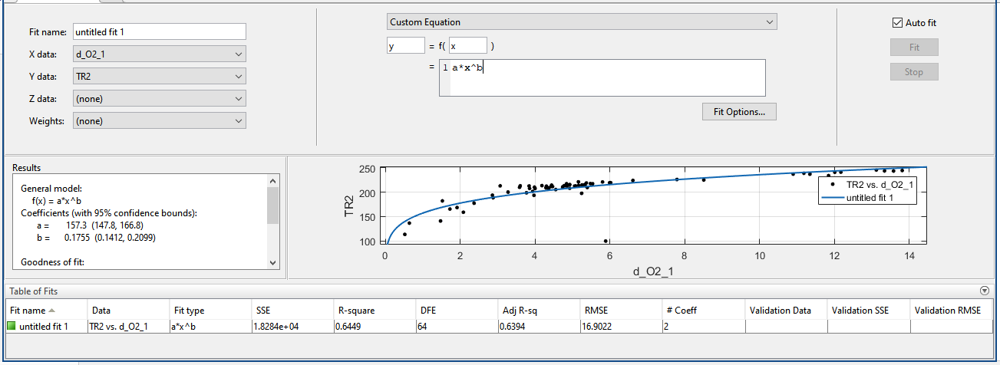 Fit name: untitled fit 1
X data: d_O2_1
Y data: TR2
Z data: (none)
Weights: (none)
Custom Equation
y = f( x )
= 1 a*x^b
Fit Options...
Auto fit
Fit
Stop
Results
General model:
f(x) = a*x^b
Coefficients (with 95% confidence bounds):
a = 157.3 (147.8, 166.8)
b = 0.1755 (0.1412, 0.2099)
Goodness of fit:
250
200
150
100
TR2
0 2 4 6 8 10 12 14
d_O2_1
TR2 vs. d_O2_1
untitled fit 1
Table of Fits
Fit name Data Fit type SSE R-square DFE Adj R-sq RMSE # Coeff Validation Data Validation SSE Validation RMSE
untitled fit 1 TR2 vs. d_O2_1 a*x^b 1.8284e+04 0.6449 64 0.6394 16.9022 2